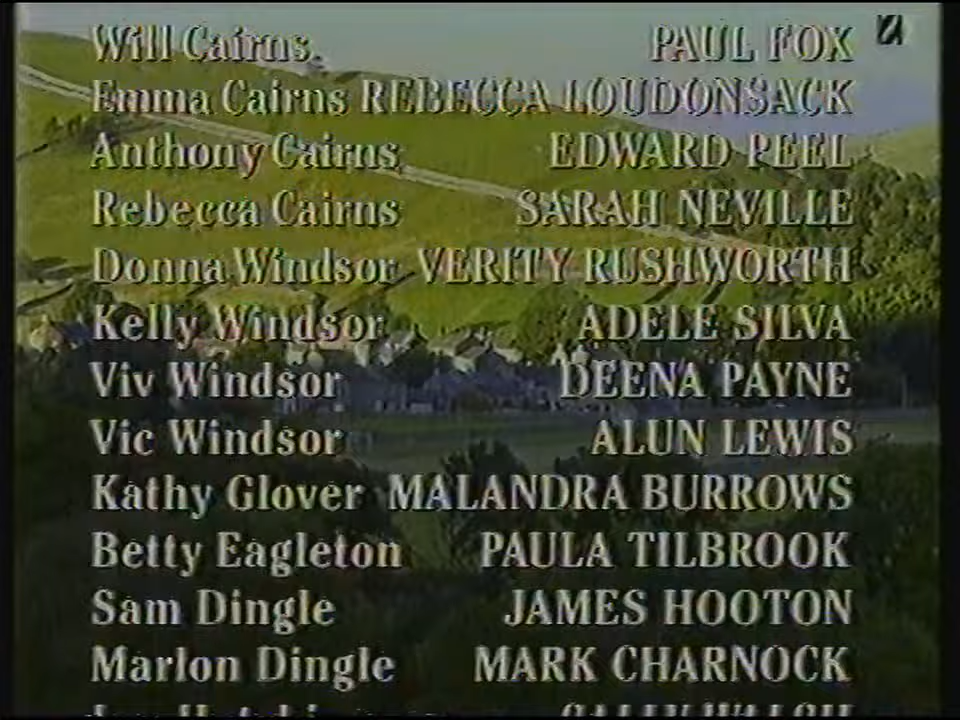 Will Cairns PAUL FOX
Emma Cairns REBECCA LOUDONSACK
Anthony Cairns EDWARD PEEL
Rebecca Cairns SARAH NEVILLE
Donna Windsor VERITY RUSHWORTH
Kelly Windsor ADELE SILVA
Viv Windsor DEENA PAYNE
Vic Windsor ALUN LEWIS
Kathy Glover MALANDRA BURROWS
Betty Eagleton PAULA TILBROOK
Sam Dingle JAMES HOOTON
Marlon Dingle MARK CHARNOCK